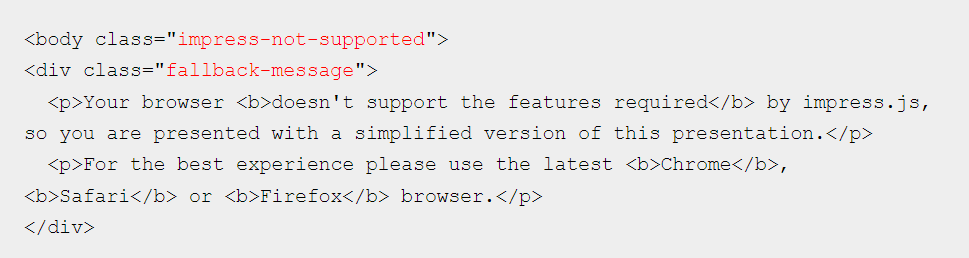 <body class="impress-not-supported">
<div class="fallback-message">
  <p>Your browser <b>doesn't support the features required</b> by impress.js,
so you are presented with a simplified version of this presentation.</p>
  <p>For the best experience please use the latest <b>Chrome</b>,
<b>Safari</b> or <b>Firefox</b> browser.</p>
</div>